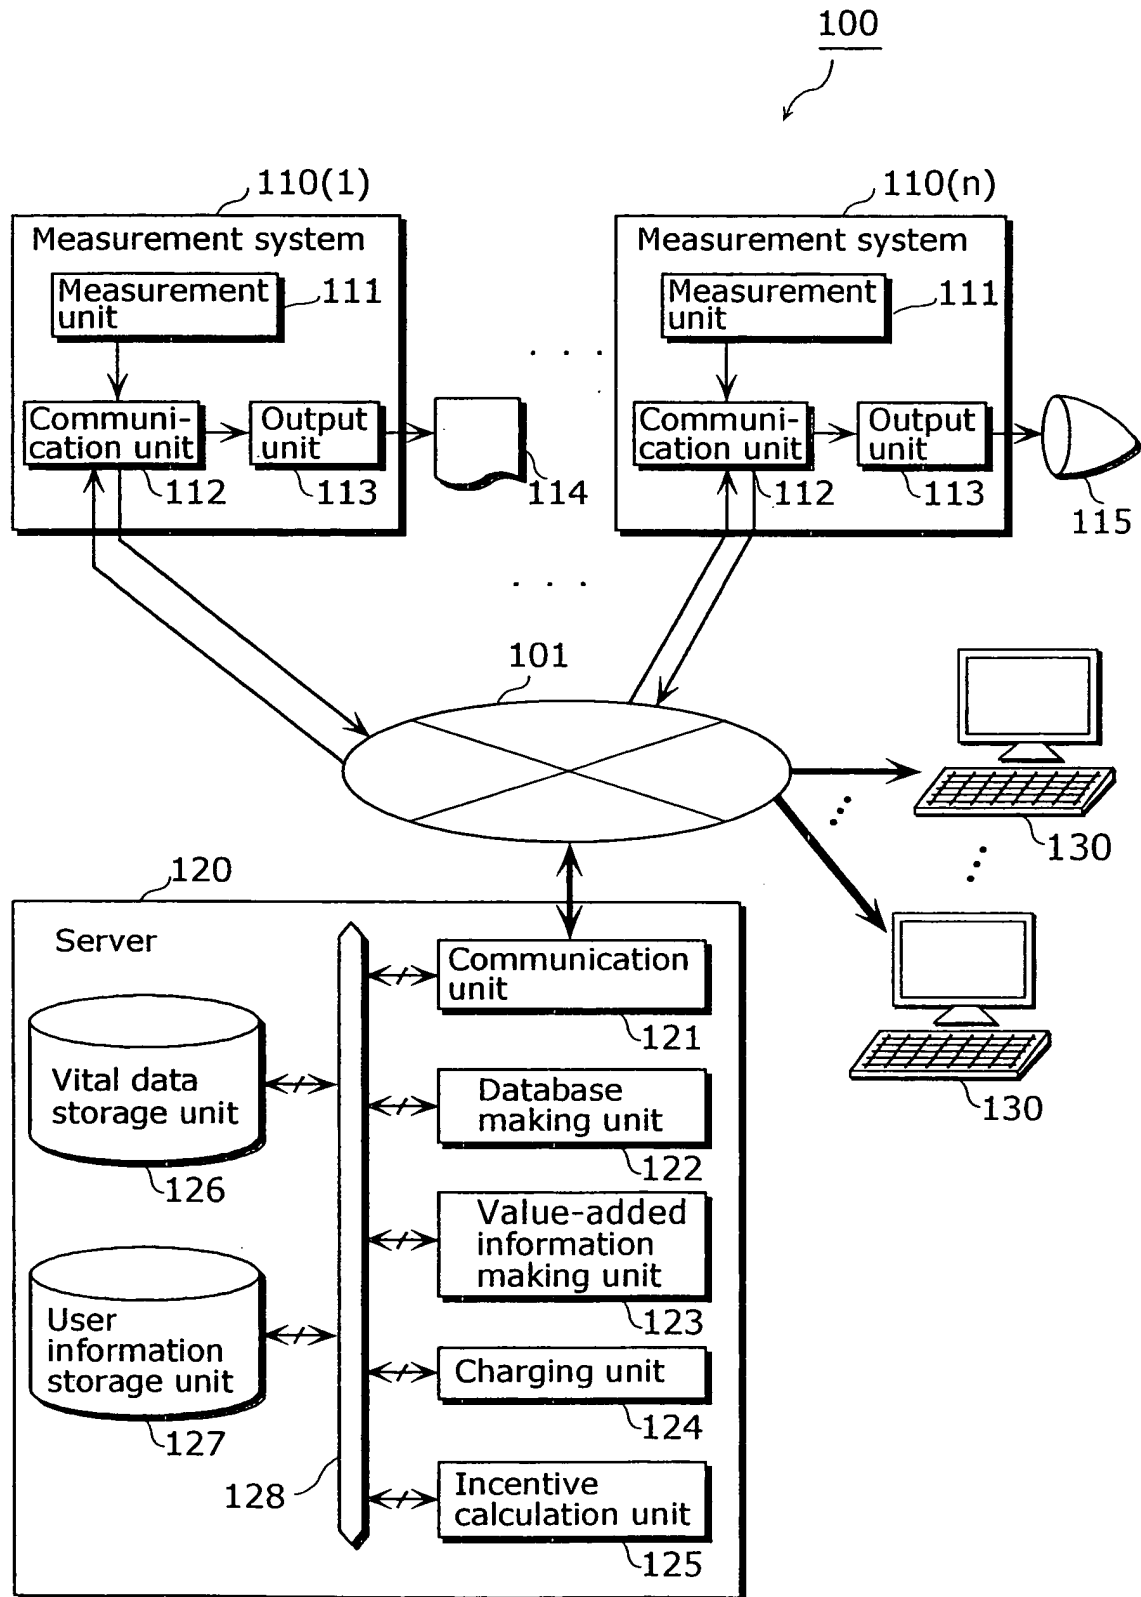 100
110(1)
Measurement system
Measurement
unit
111
Communi-
cation unit
112
Output
unit
113
114
. . .
110(n)
Measurement system
Measurement
unit
111
Communi-
cation unit
112
Output
unit
113
115
. . .
101
130
130
120
Server
Communication
unit
121
Vital data
storage unit
126
Database
making unit
122
Value-added
information
making unit
123
User
information
storage unit
127
Charging unit
124
128
Incentive
calculation unit
125